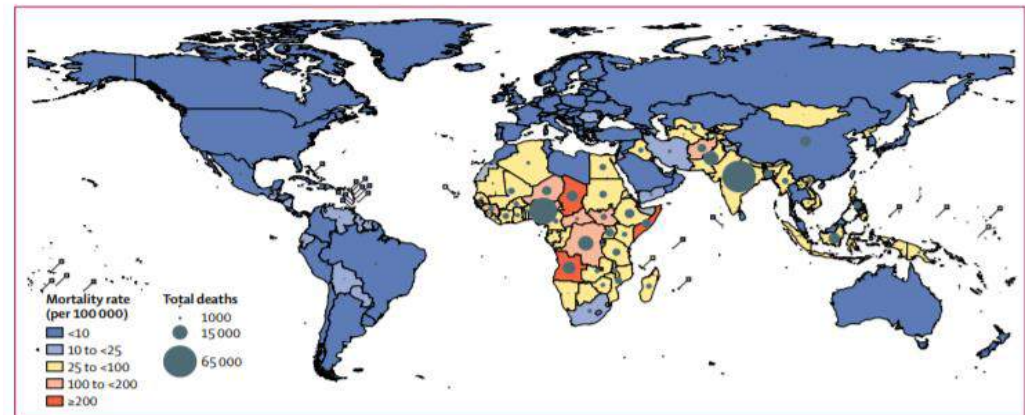 Mortality rate
(per 100 000)
<10
10 to <25
25 to <100
100 to <200
≥200
Total deaths
1000
15 000
65 000